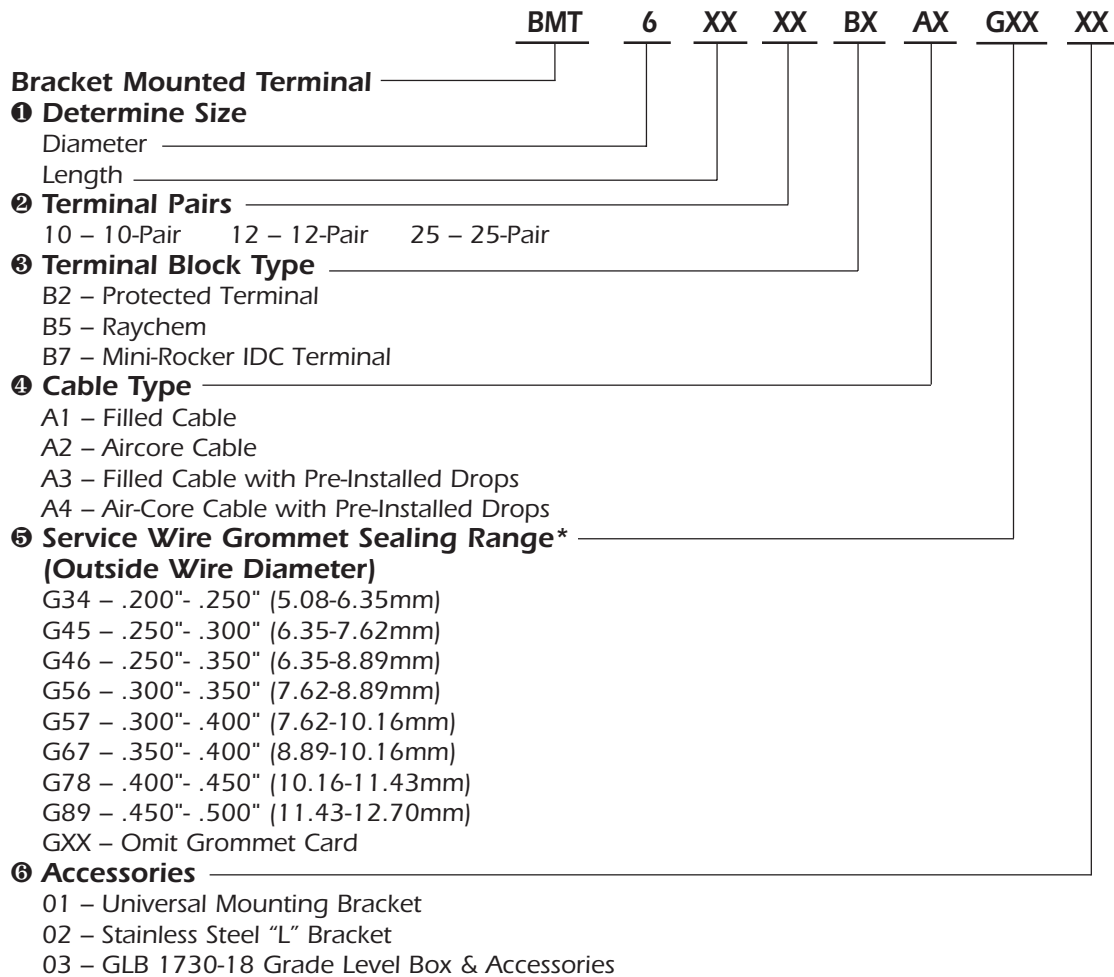 BMT 6 XX XX BX AX GXX XX
Bracket Mounted Terminal
❶ Determine Size
Diameter
Length
❷ Terminal Pairs
10 – 10-Pair 12 – 12-Pair 25 – 25-Pair
❸ Terminal Block Type
B2 – Protected Terminal
B5 – Raychem
B7 – Mini-Rocker IDC Terminal
❹ Cable Type
A1 – Filled Cable
A2 – Aircore Cable
A3 – Filled Cable with Pre-Installed Drops
A4 – Air-Core Cable with Pre-Installed Drops
❺ Service Wire Grommet Sealing Range*
(Outside Wire Diameter)
G34 – .200"- .250" (5.08-6.35mm)
G45 – .250"- .300" (6.35-7.62mm)
G46 – .250"- .350" (6.35-8.89mm)
G56 – .300"- .350" (7.62-8.89mm)
G57 – .300"- .400" (7.62-10.16mm)
G67 – .350"- .400" (8.89-10.16mm)
G78 – .400"- .450" (10.16-11.43mm)
G89 – .450"- .500" (11.43-12.70mm)
GXX – Omit Grommet Card
❻ Accessories
01 – Universal Mounting Bracket
02 – Stainless Steel “L” Bracket
03 – GLB 1730-18 Grade Level Box & Accessories